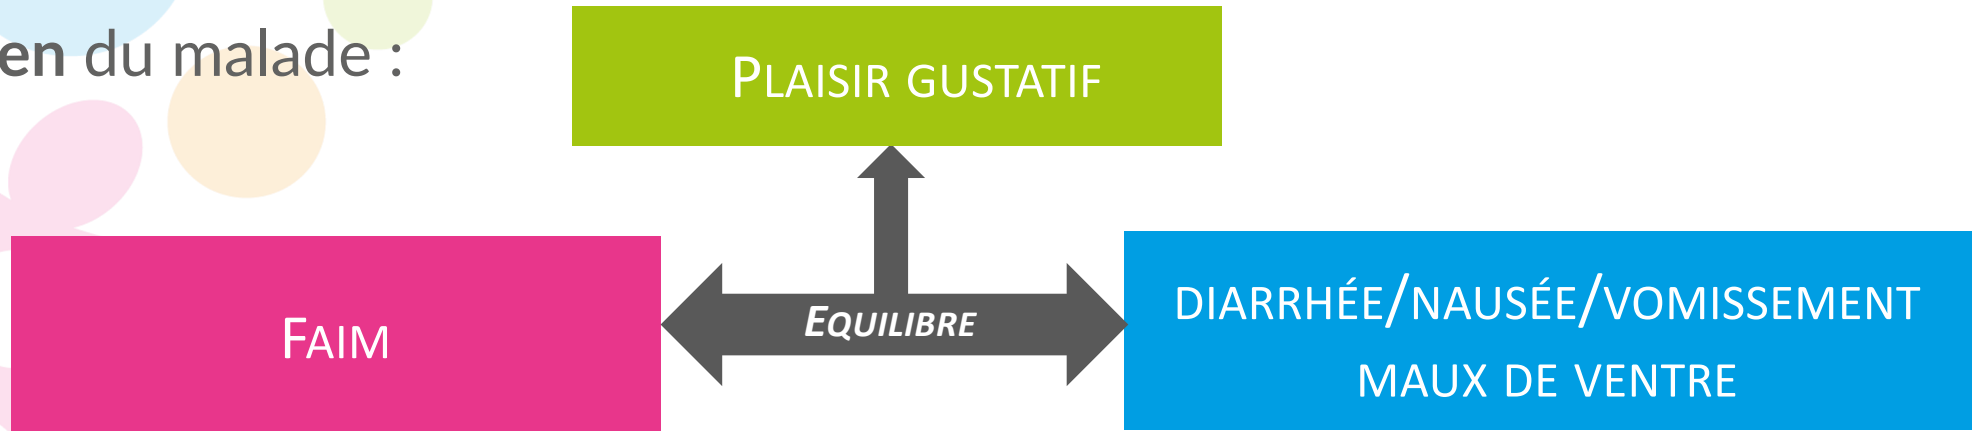 en du malade :
PLAISIR GUSTATIF
FAIM
EQUILIBRE
DIARRHÉE/NAUSÉE/VOMISSEMENT
MAUX DE VENTRE